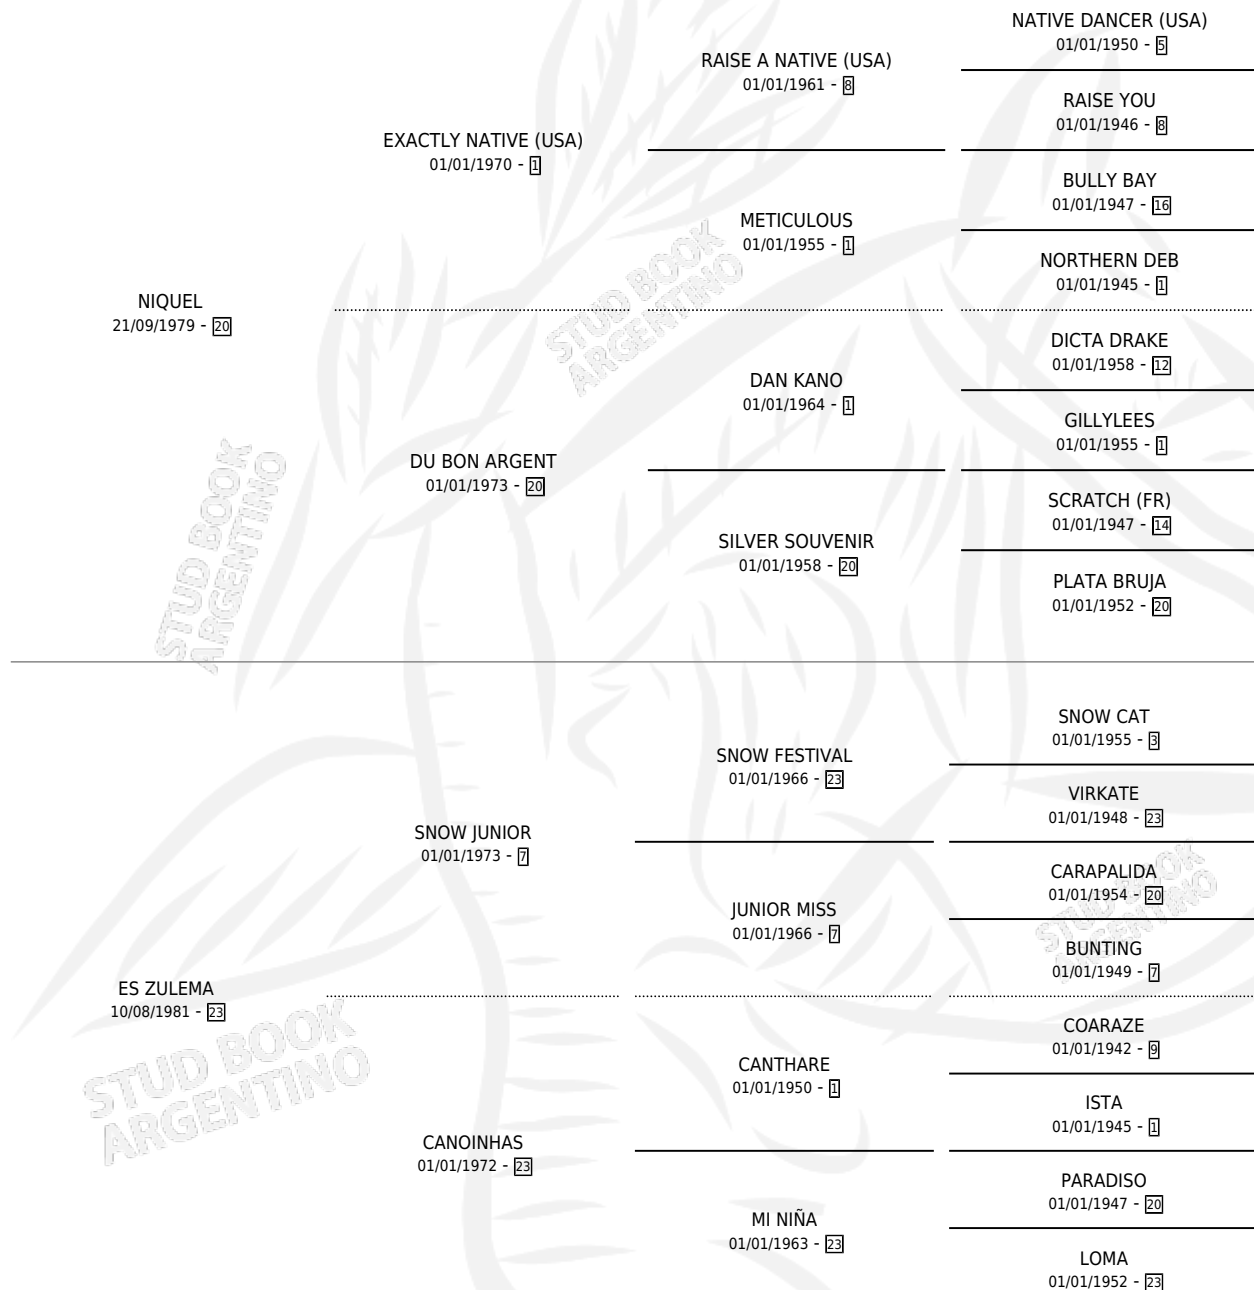 NATIVE DANCER (USA)
01/01/1950 - 5
RAISE A NATIVE (USA)
01/01/1961 - 8
RAISE YOU
01/01/1946 - 8
EXACTLY NATIVE (USA)
01/01/1970 - 1
BULLY BAY
01/01/1947 - 16
METICULOUS
01/01/1955 - 1
NORTHERN DEB
01/01/1945 - 1
NIQUEL
21/09/1979 - 20
DICTA DRAKE
01/01/1958 - 12
DAN KANO
01/01/1964 - 1
GILLYLEES
01/01/1955 - 1
DU BON ARGENT
01/01/1973 - 20
SCRATCH (FR)
01/01/1947 - 14
SILVER SOUVENIR
01/01/1958 - 20
PLATA BRUJA
01/01/1952 - 20
STUD BOOK
ARGENTINO
STUD BOOK
ARGENTINO
SNOW CAT
01/01/1955 - 3
SNOW FESTIVAL
01/01/1966 - 23
VIRKATE
01/01/1948 - 23
SNOW JUNIOR
01/01/1973 - 7
CARAPALIDA
01/01/1954 - 20
JUNIOR MISS
01/01/1966 - 7
BUNTING
01/01/1949 - 7
ES ZULEMA
10/08/1981 - 23
COARAZE
01/01/1942 - 9
CANTHARE
01/01/1950 - 1
ISTA
01/01/1945 - 1
CANOINHAS
01/01/1972 - 23
PARADISO
01/01/1947 - 20
MI NIÑA
01/01/1963 - 23
LOMA
01/01/1952 - 23
STUD BOOK
ARGENTINO
STUD BOOK
ARGENTINO